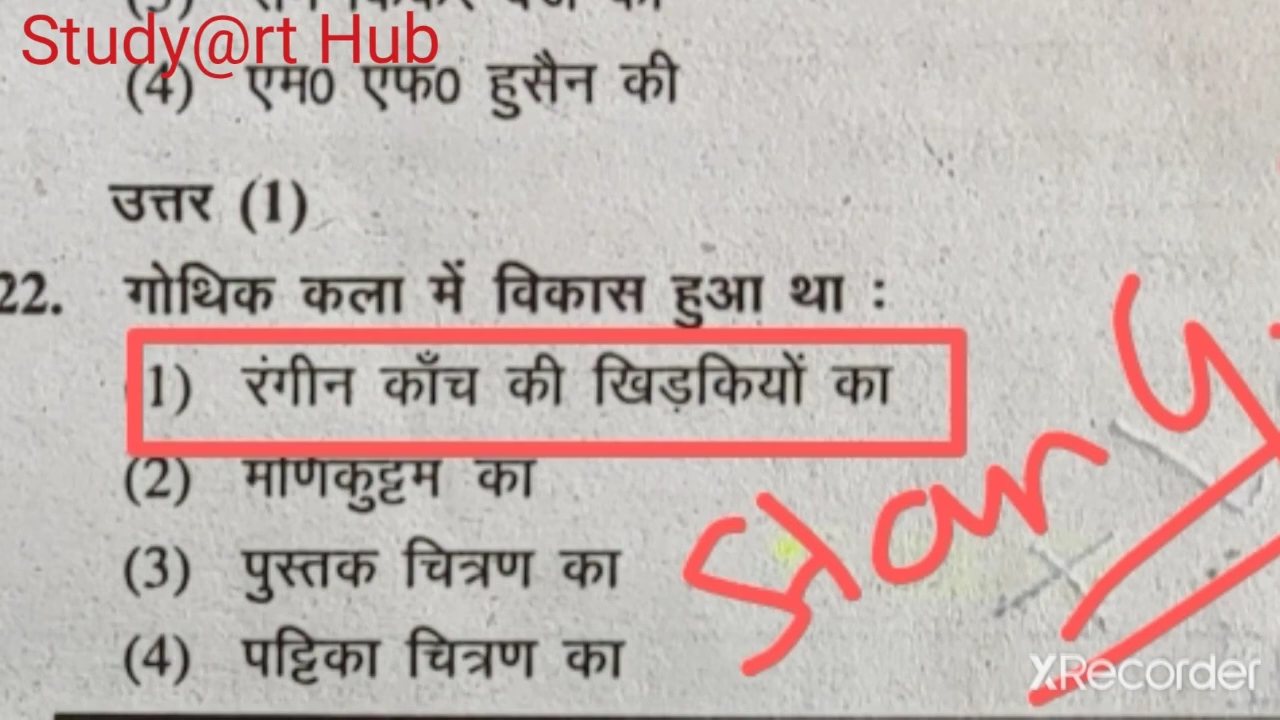 Study@rt Hub
(4) एम0 एफ0 हुसैन की
उत्तर (1)
22. गोथिक कला में विकास हुआ था :
1) रंगीन काँच की खिड़कियों का
(2) मणिकुट्टम का
(3) पुस्तक चित्रण का
(4) पट्टिका चित्रण का
XRecorder